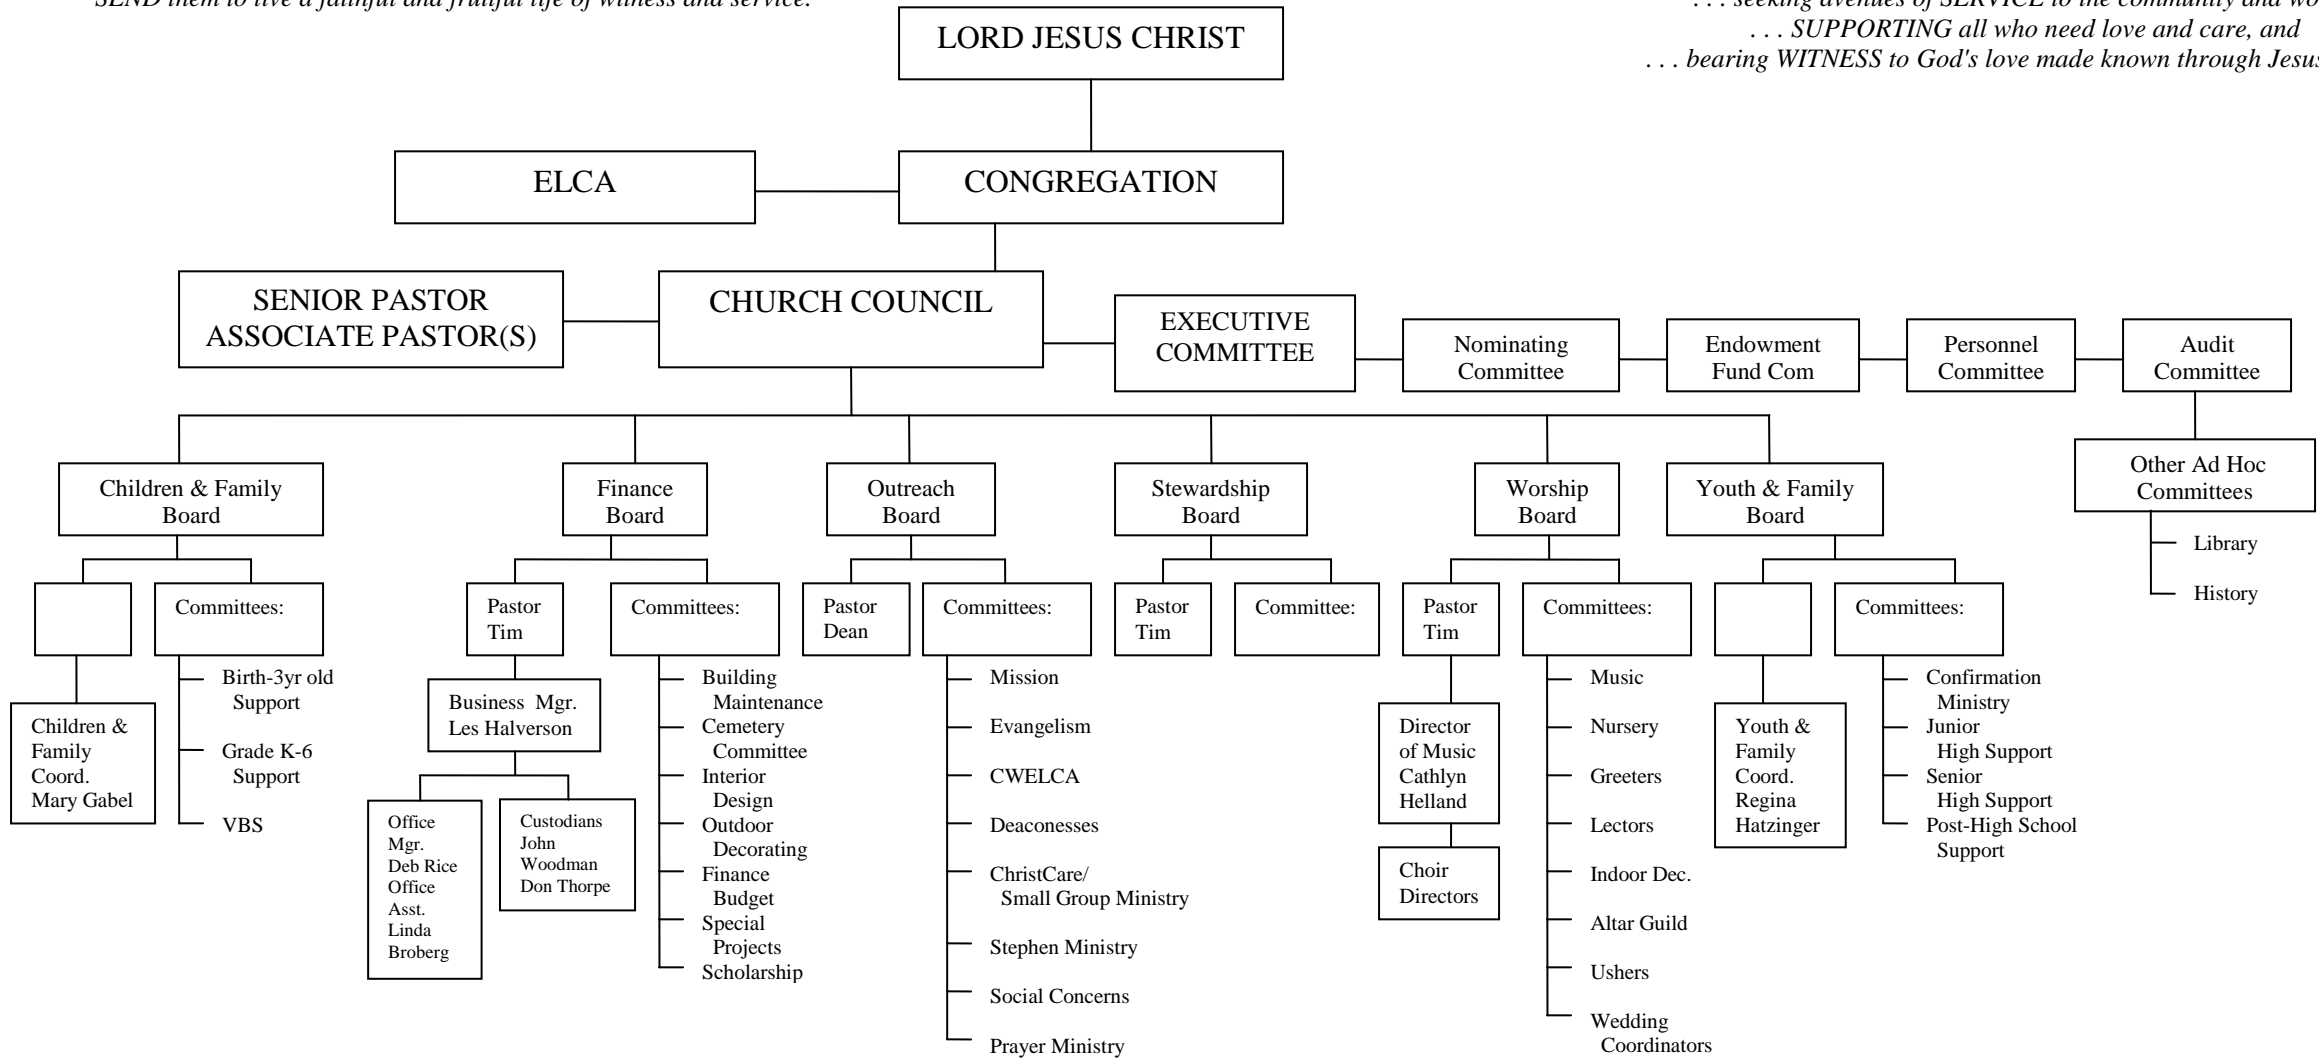 SEND them to live a faithful and fruitful life of witness and service.
. . . seeking avenues of SERVICE to the community and
. . . SUPPORTING all who need love and care, and
. . . bearing WITNESS to God's love made known through Jesus
LORD JESUS CHRIST
ELCA
CONGREGATION
SENIOR PASTOR
ASSOCIATE PASTOR(S)
CHURCH COUNCIL
EXECUTIVE
COMMITTEE
Nominating
Committee
Endowment
Fund Com
Personnel
Committee
Audit
Committee
Other Ad Hoc
Committees
Library
History
Children & Family
Board
Finance
Board
Outreach
Board
Stewardship
Board
Worship
Board
Youth & Family
Board
Committees:
Children &
Family
Coord.
Mary Gabel
Birth-3yr old
Support
Grade K-6
Support
VBS
Pastor
Tim
Business Mgr.
Les Halverson
Office
Mgr.
Deb Rice
Office
Asst.
Linda
Broberg
Custodians
John
Woodman
Don Thorpe
Committees:
Building
Maintenance
Cemetery
Committee
Interior
Design
Outdoor
Decorating
Finance
Budget
Special
Projects
Scholarship
Pastor
Dean
Committees:
Mission
Evangelism
CWELCA
Deaconesses
ChristCare/
Small Group Ministry
Stephen Ministry
Social Concerns
Prayer Ministry
Pastor
Tim
Committee:
Pastor
Tim
Director
of Music
Cathlyn
Helland
Choir
Directors
Committees:
Music
Nursery
Greeters
Lectors
Indoor Dec.
Altar Guild
Ushers
Wedding
Coordinators
Youth &
Family
Coord.
Regina
Hatzinger
Committees:
Confirmation
Ministry
Junior
High Support
Senior
High Support
Post-High School
Support